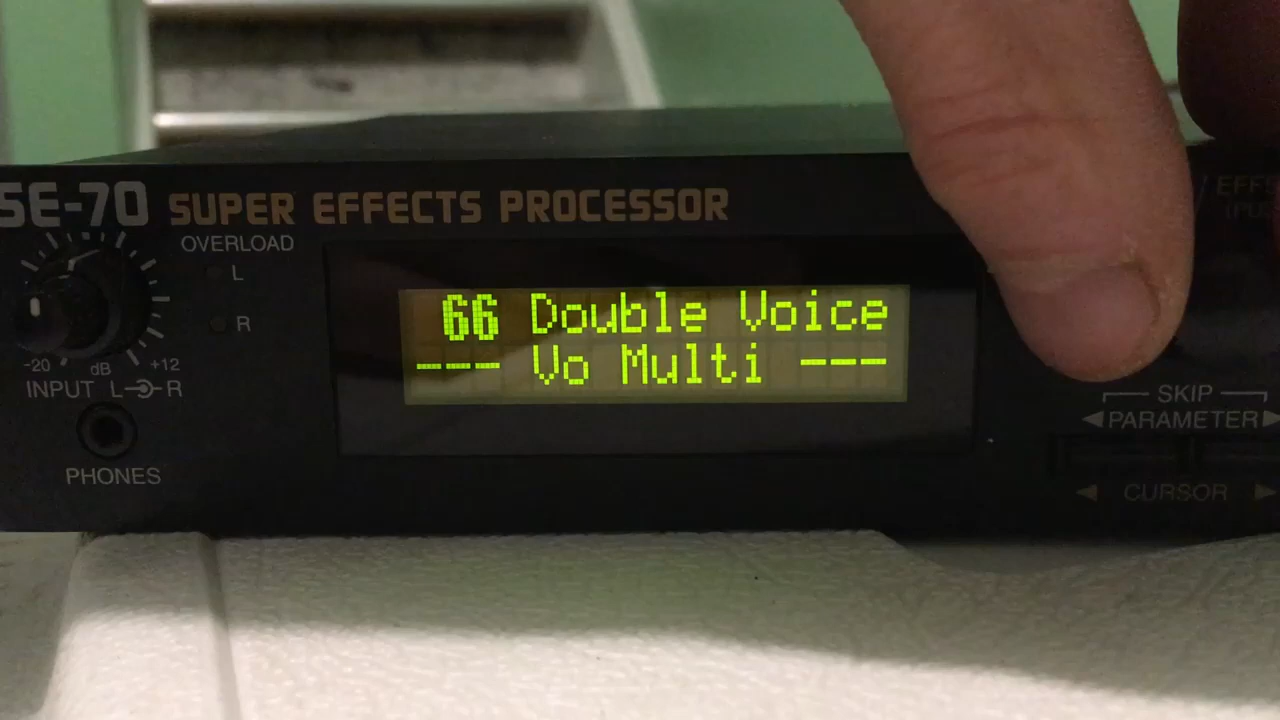 SE-70 SUPER EFFECTS PROCESSOR
OVERLOAD
L
R
-20 dB +12
INPUT L R
PHONES
66 Double Voice
--- Vo Multi ---
SKIP
PARAMETER
CURSOR